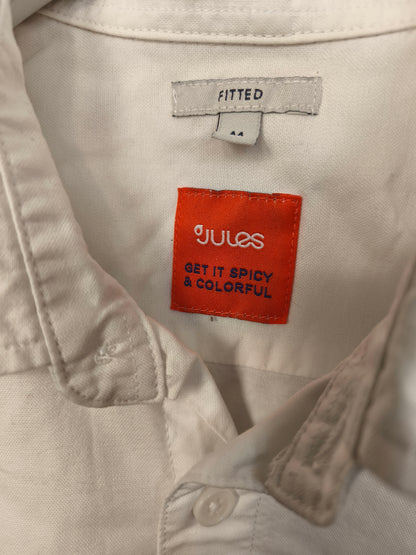 FITTED
JULES
GET IT SPICY
& COLORFUL